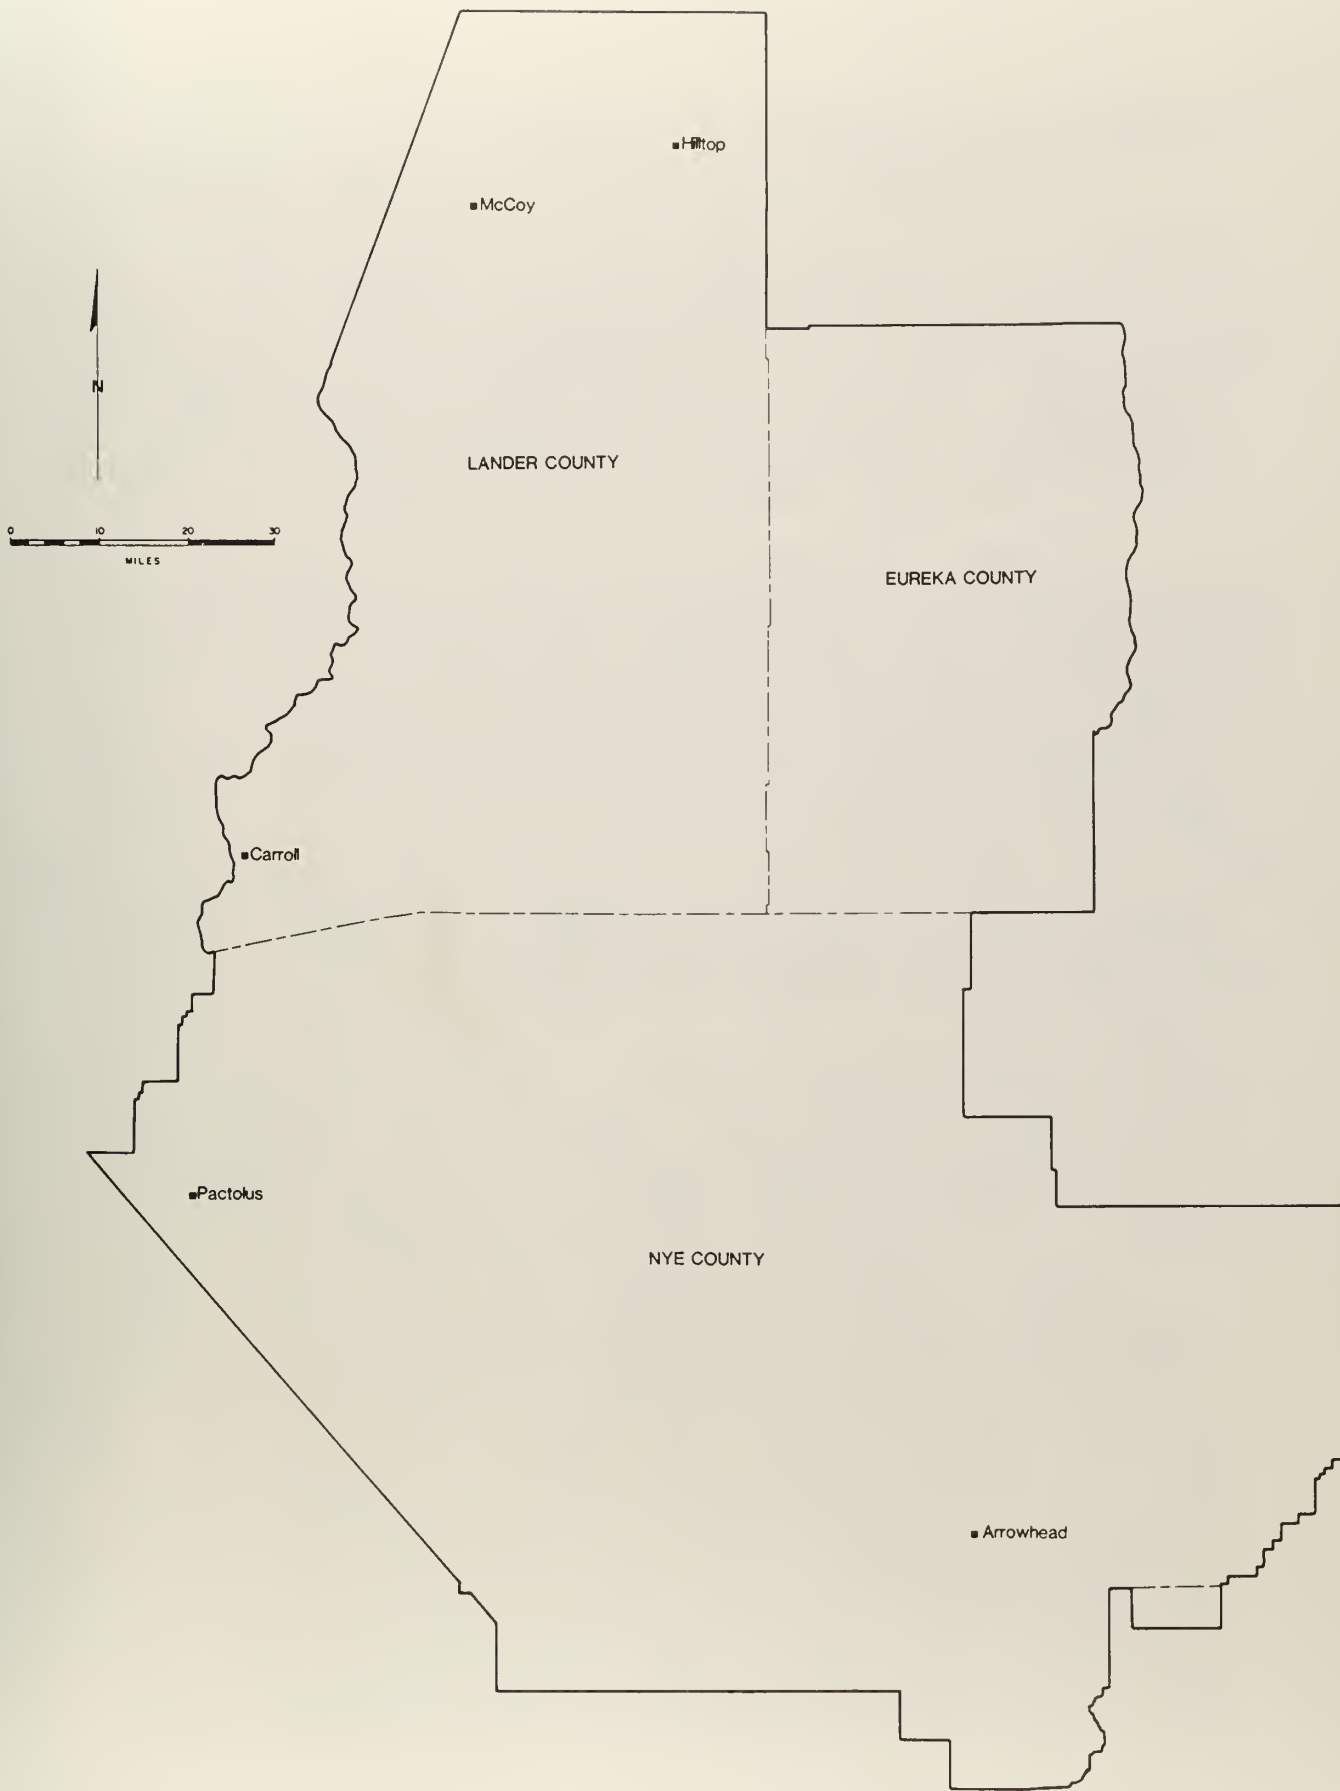 Hilltop
McCoy
N
LANDER COUNTY
0 10 20 30
MILES
EUREKA COUNTY
Carroll
Pactolus
NYE COUNTY
Arrowhead